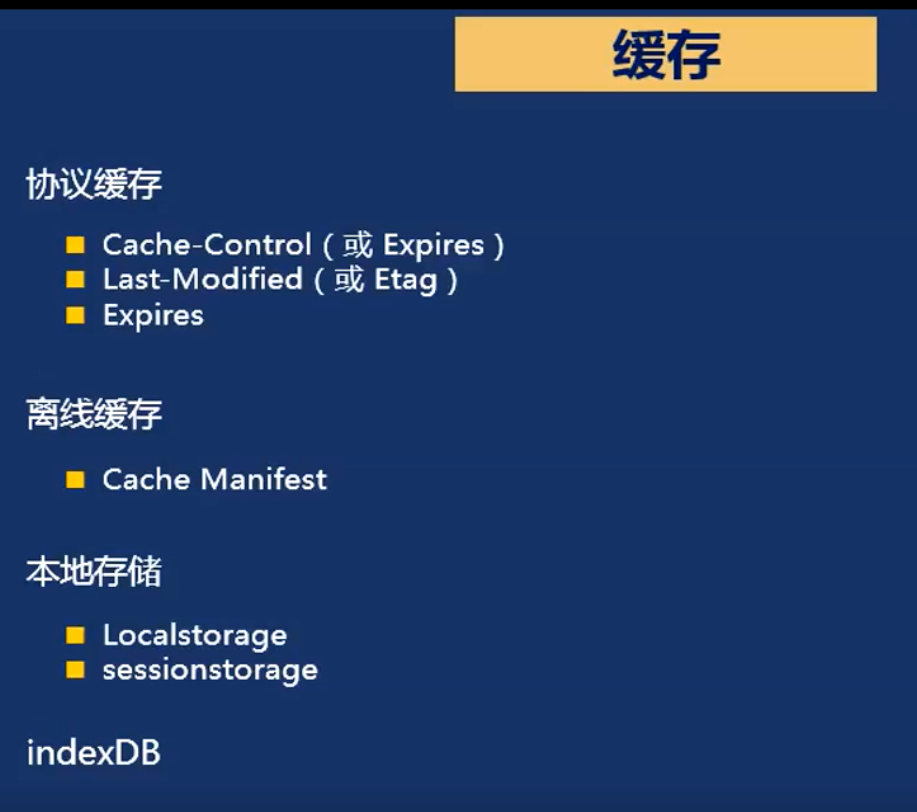 缓存
协议缓存
Cache-Control ( 或 Expires )
Last-Modified ( 或 Etag )
Expires
离线缓存
Cache Manifest
本地存储
Localstorage
sessionstorage
indexDB